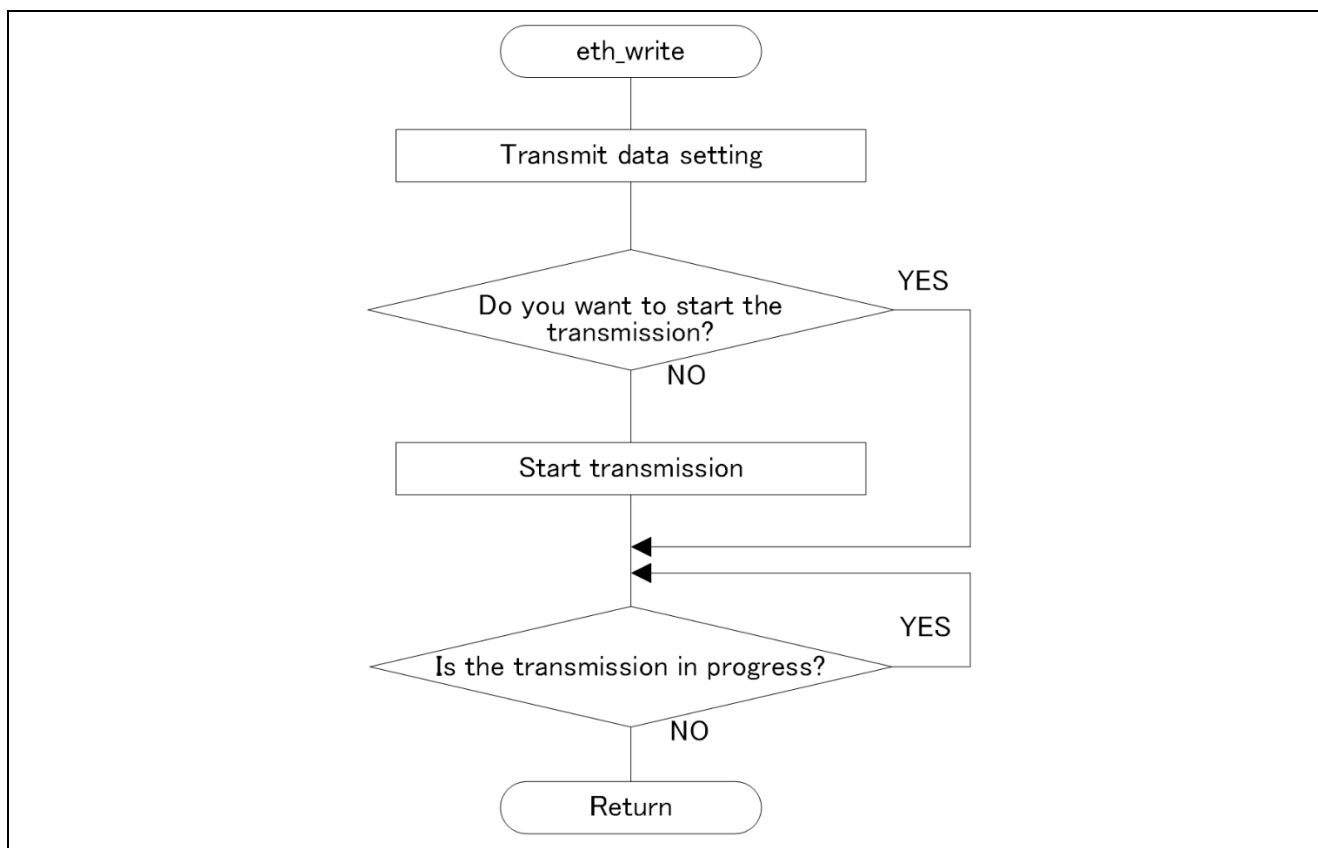 eth_write
Transmit data setting
YES
Do you want to start the
transmission?
NO
Start transmission
YES
Is the transmission in progress?
NO
Return